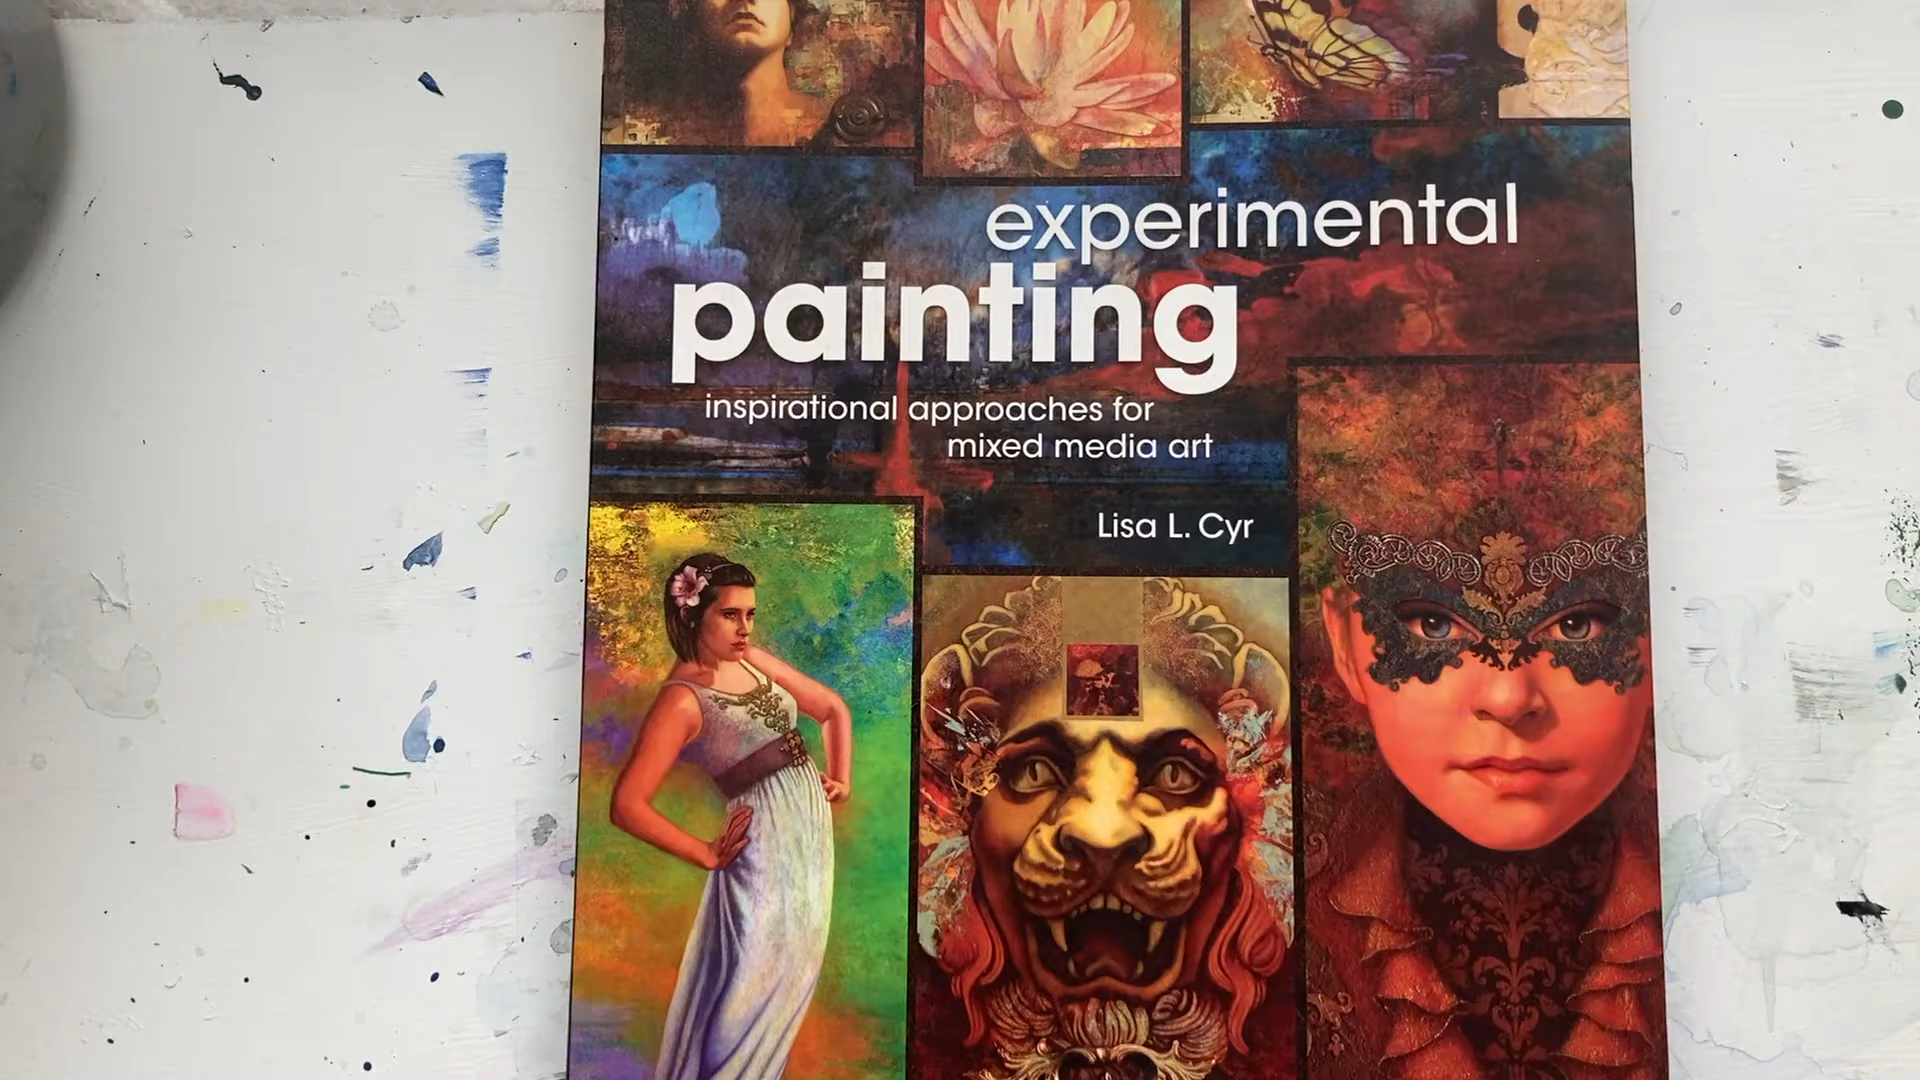 experimental
painting
inspirational approaches for
mixed media art
Lisa L. Cyr